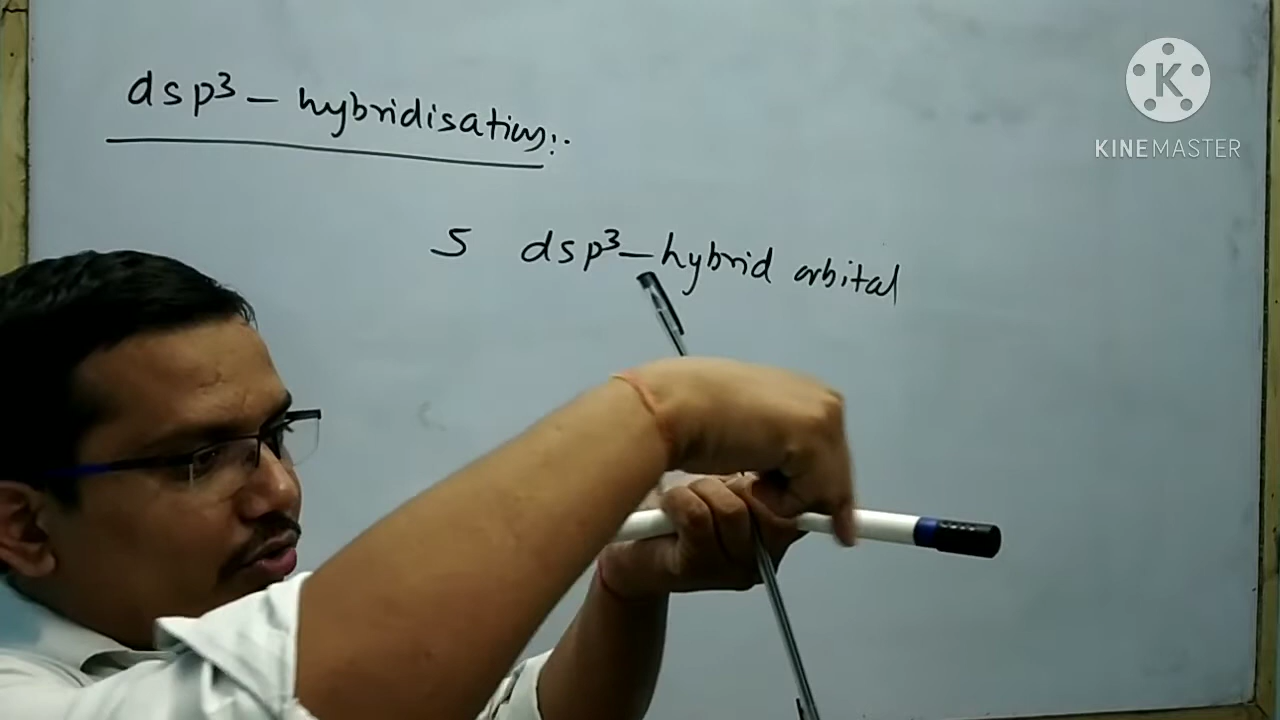 dsp³ – hybridisation:-
5 dsp³ – hybrid orbital
K
KINEMASTER